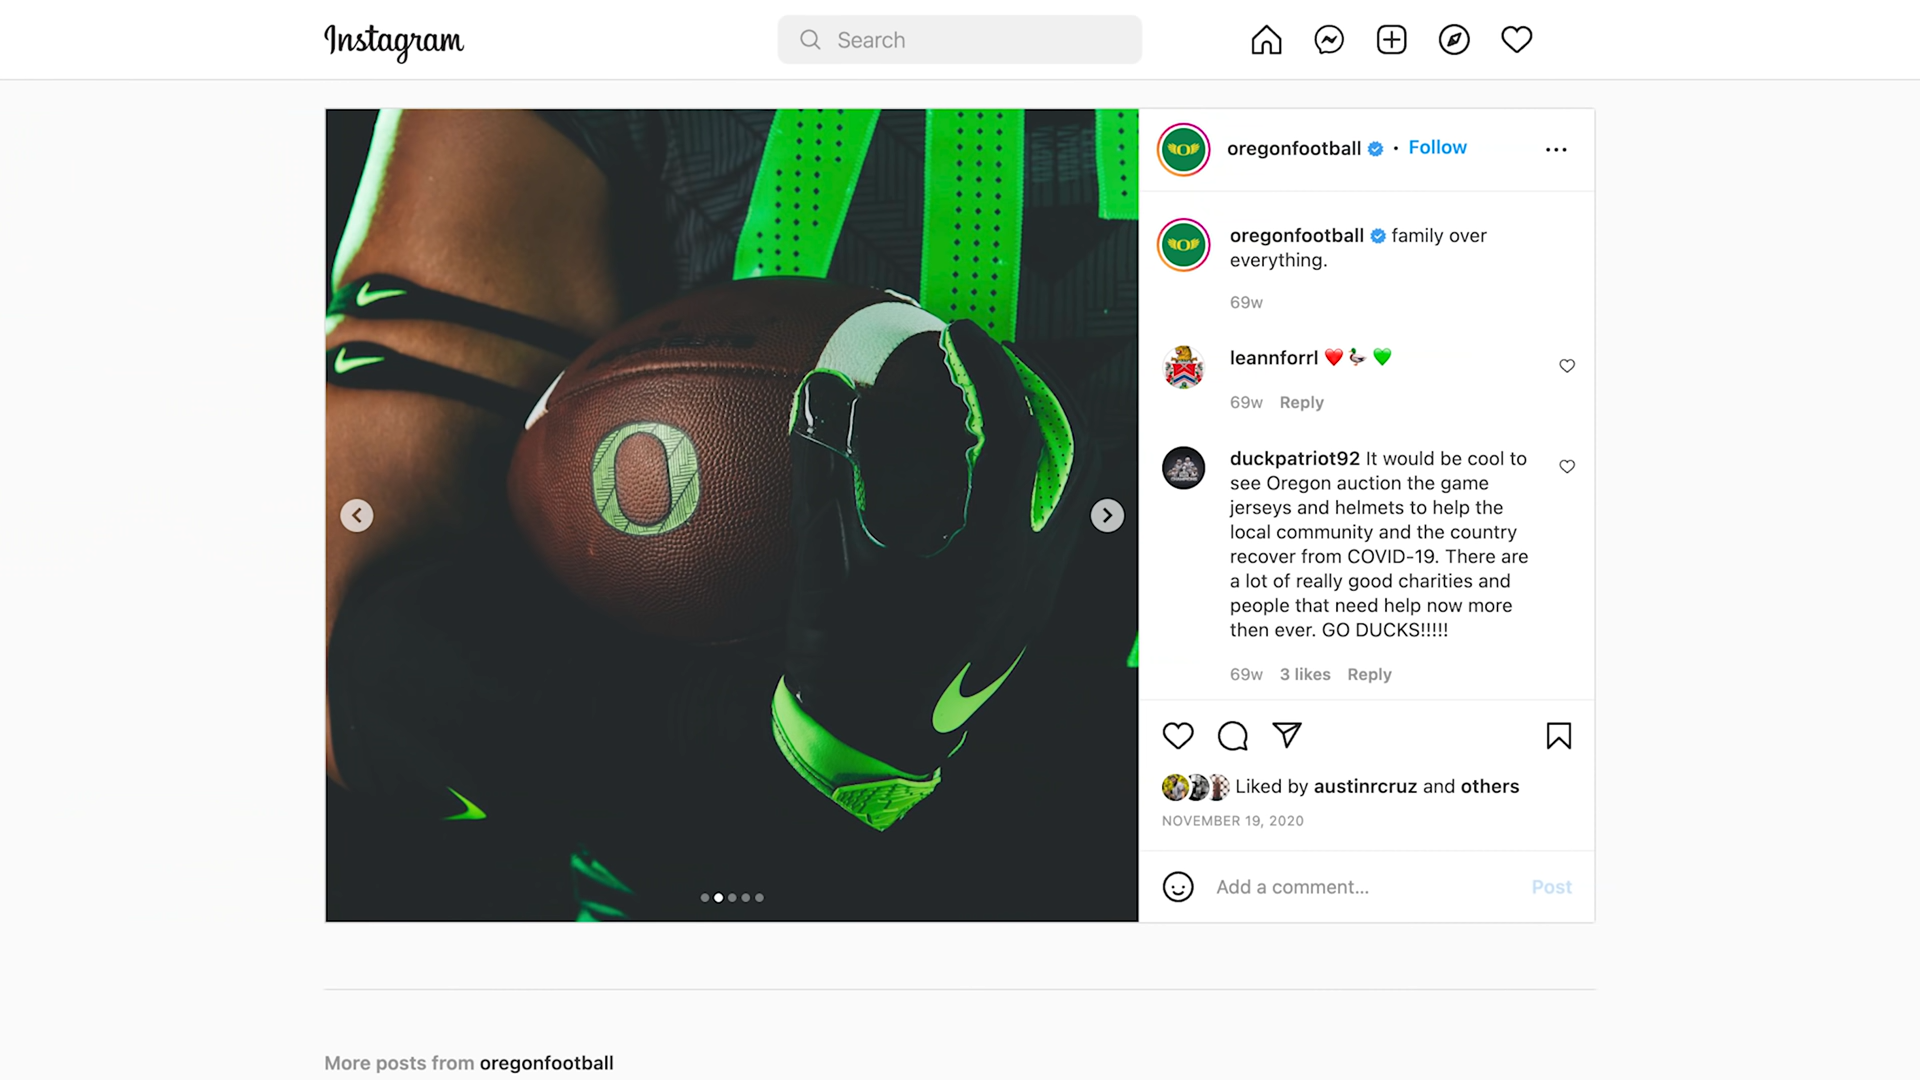 Instagram
Search
oregonfootball • Follow
oregonfootball family over
everything.
69w
leannforrl ❤️🦆💚
69w Reply
duckpatriot92 It would be cool to
see Oregon auction the game
jerseys and helmets to help the
local community and the country
recover from COVID-19. There are
a lot of really good charities and
people that need help now more
then ever. GO DUCKS!!!!!
69w 3 likes Reply
Liked by austinrcruz and others
NOVEMBER 19, 2020
Add a comment...
Post
O
More posts from oregonfootball